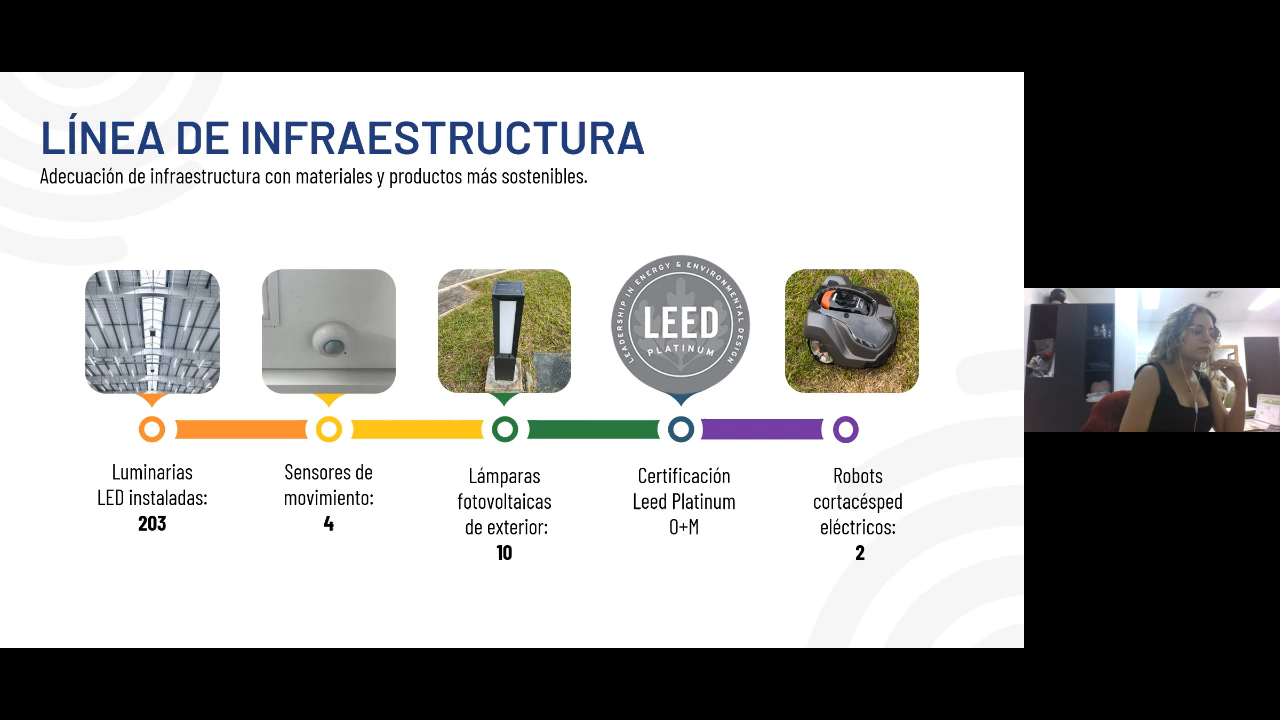 LÍNEA DE INFRAESTRUCTURA
Adecuación de infraestructura con materiales y productos más sostenibles.
LEADERSHIP IN ENERGY & ENVIRONMENTAL DESIGN
LEED
PLATINUM
Luminarias
LED instaladas:
203
Sensores de
movimiento:
4
Lámparas
fotovoltaicas
de exterior:
10
Certificación
Leed Platinum
O+M
Robots
cortacésped
eléctricos:
2